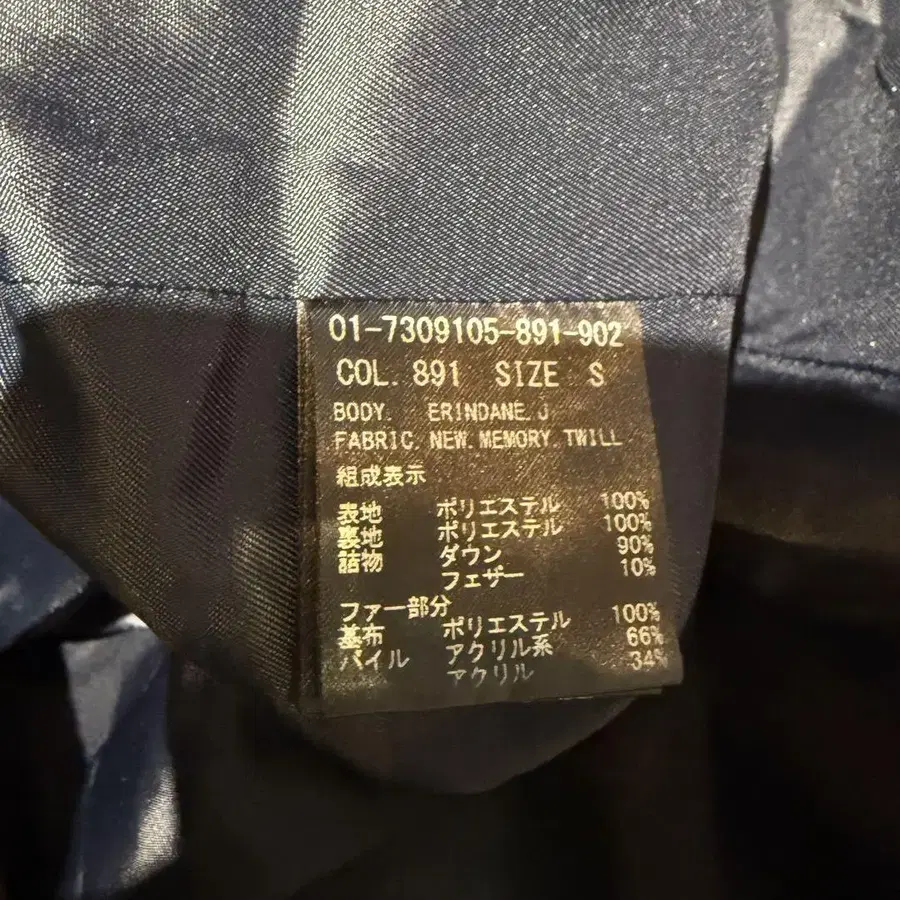 01-7309105-891-902
COL. 891 SIZE S
BODY. ERINDANE.J
FABRIC.NEW.MEMORY.TWILL
組成表示
表地 ポリエステル 100%
裏地 ポリエステル 100%
詰物 ダウン 90%
フェザー 10%
ファー部分
基布 ポリエステル 100%
パイル アクリル系 66%
アクリル 34%